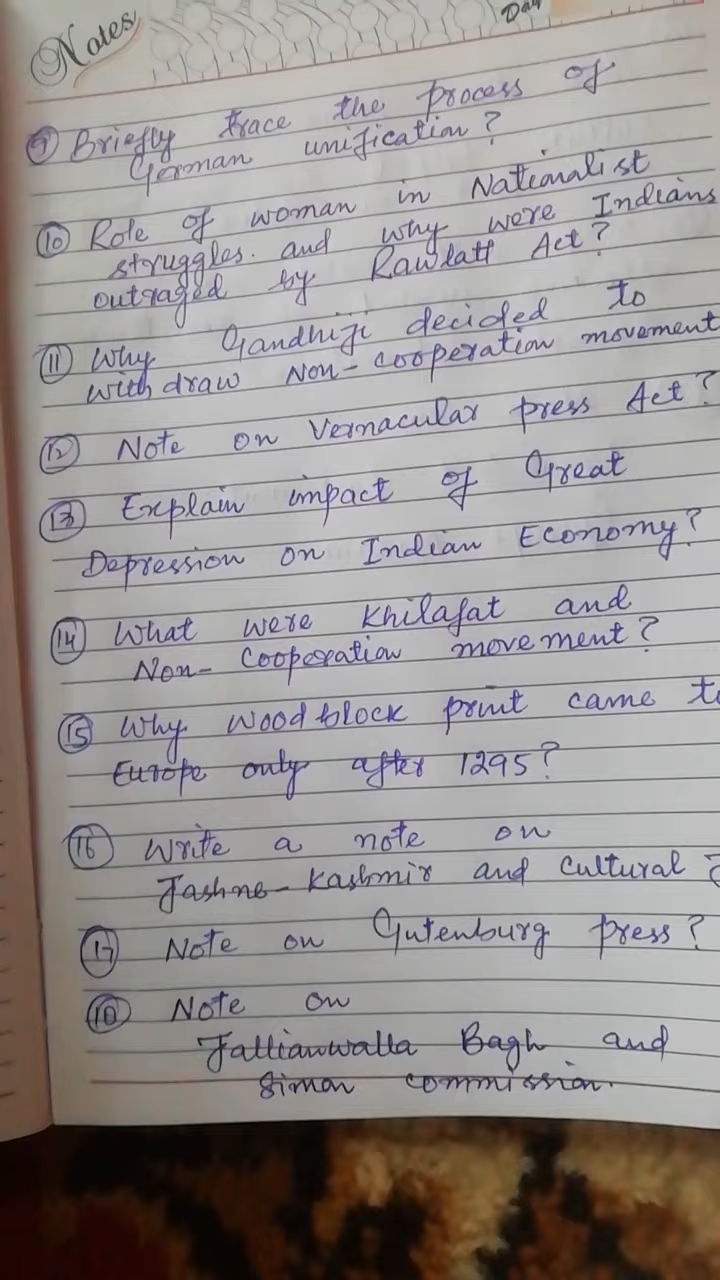 Notes
Day
9 Briefly trace the process of
German unification?
10 Role of woman in Nationalist
struggles. and why were Indians
outraged by Rawlatt Act?
11 Why Gandhiji decided to
withdraw Non-cooperation movement
12 Note on Vernacular press Act?
13 Explain impact of Great
Depression on Indian Economy?
14 What were Khilafat and
Non-Cooperation movement?
15 Why Woodblock print came to
Europe only after 1295?
16 Write a note on
Jashne-Kashmir and cultural ?
17 Note on Gutenburg press?
18 Note on
Jallianwalla Bagh and
Simon commission.